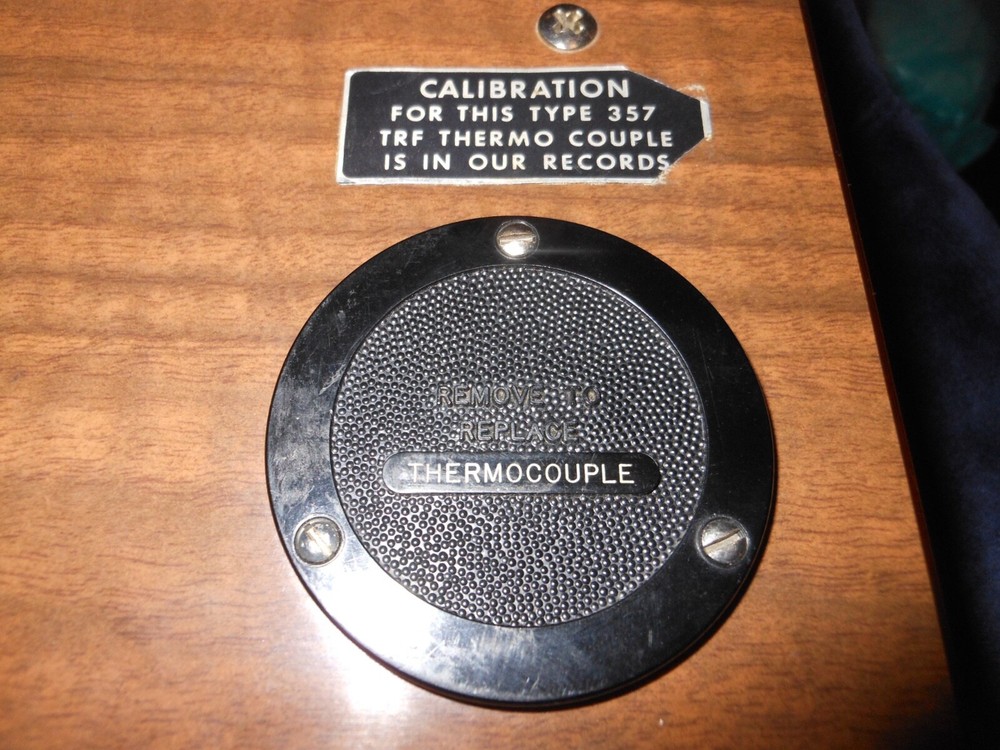 CALIBRATION
FOR THIS TYPE 357
TRF THERMO COUPLE
IS IN OUR RECORDS
REMOVE TO
REPLACE
THERMOCOUPLE